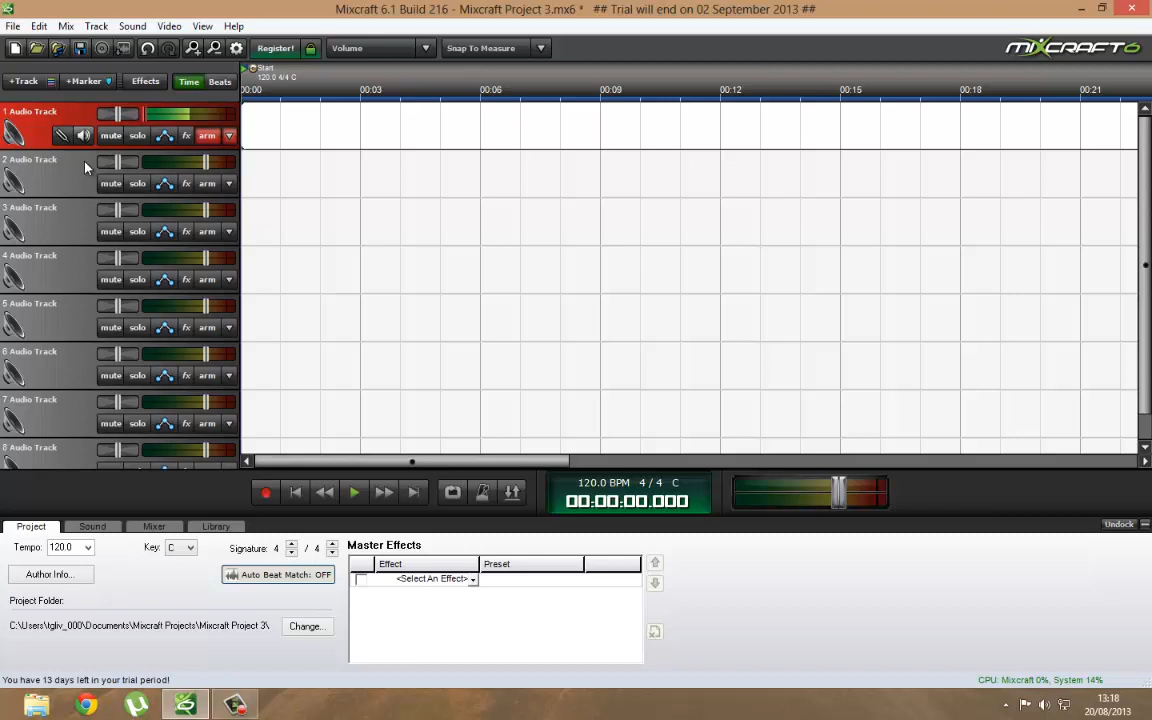 Mixcraft 6.1 Build 216 - Mixcraft Project 3.mx6 *   ## Trial will end on 02 September 2013 ##
File Edit Mix Track Sound Video View Help
Register! Volume Snap To Measure MIXCRAFT 6
+Track +Marker Effects Time Beats
Start
120.0 4/4 C
00:00 00:03 00:06 00:09 00:12 00:15 00:18 00:21
1 Audio Track
mute solo fx arm
2 Audio Track
mute solo fx arm
3 Audio Track
mute solo fx arm
4 Audio Track
mute solo fx arm
5 Audio Track
mute solo fx arm
6 Audio Track
mute solo fx arm
7 Audio Track
mute solo fx arm
8 Audio Track
120.0 BPM 4 / 4 C
00:00:00.000
Project Sound Mixer Library Undock
Tempo: 120.0 Key: C Signature: 4 / 4 Master Effects
Effect Preset
Author Info... Auto Beat Match: OFF <Select An Effect>
Project Folder:
C:\Users\tgliv_000\Documents\Mixcraft Projects\Mixcraft Project 3\ Change...
You have 13 days left in your trial period! CPU: Mixcraft 0%, System 14%
13:18
20/08/2013